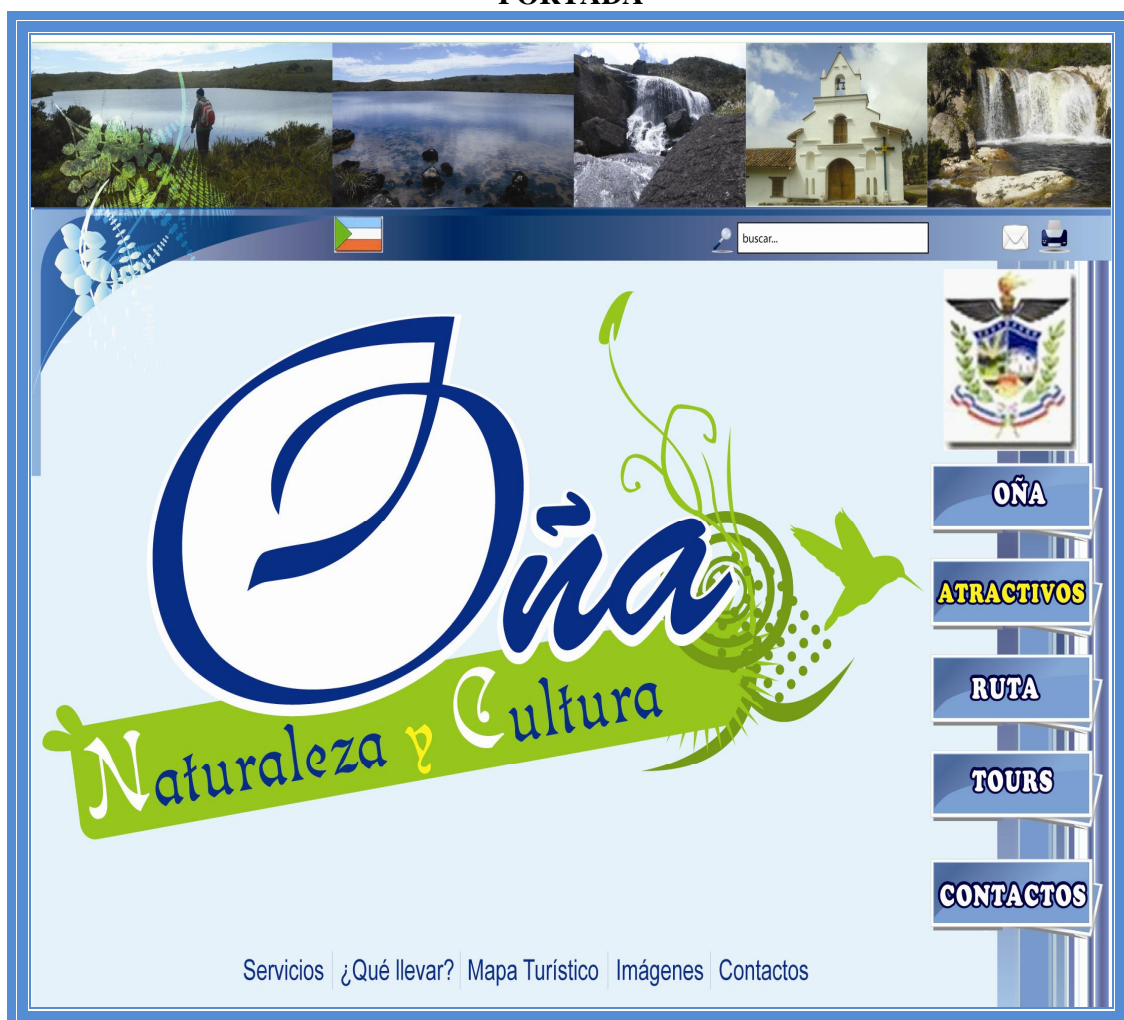 PORTADA
buscar...
Oña
Naturaleza y Cultura
OÑA
ATRACTIVOS
RUTA
TOURS
CONTACTOS
Servicios ¿Qué llevar? Mapa Turístico Imágenes Contactos